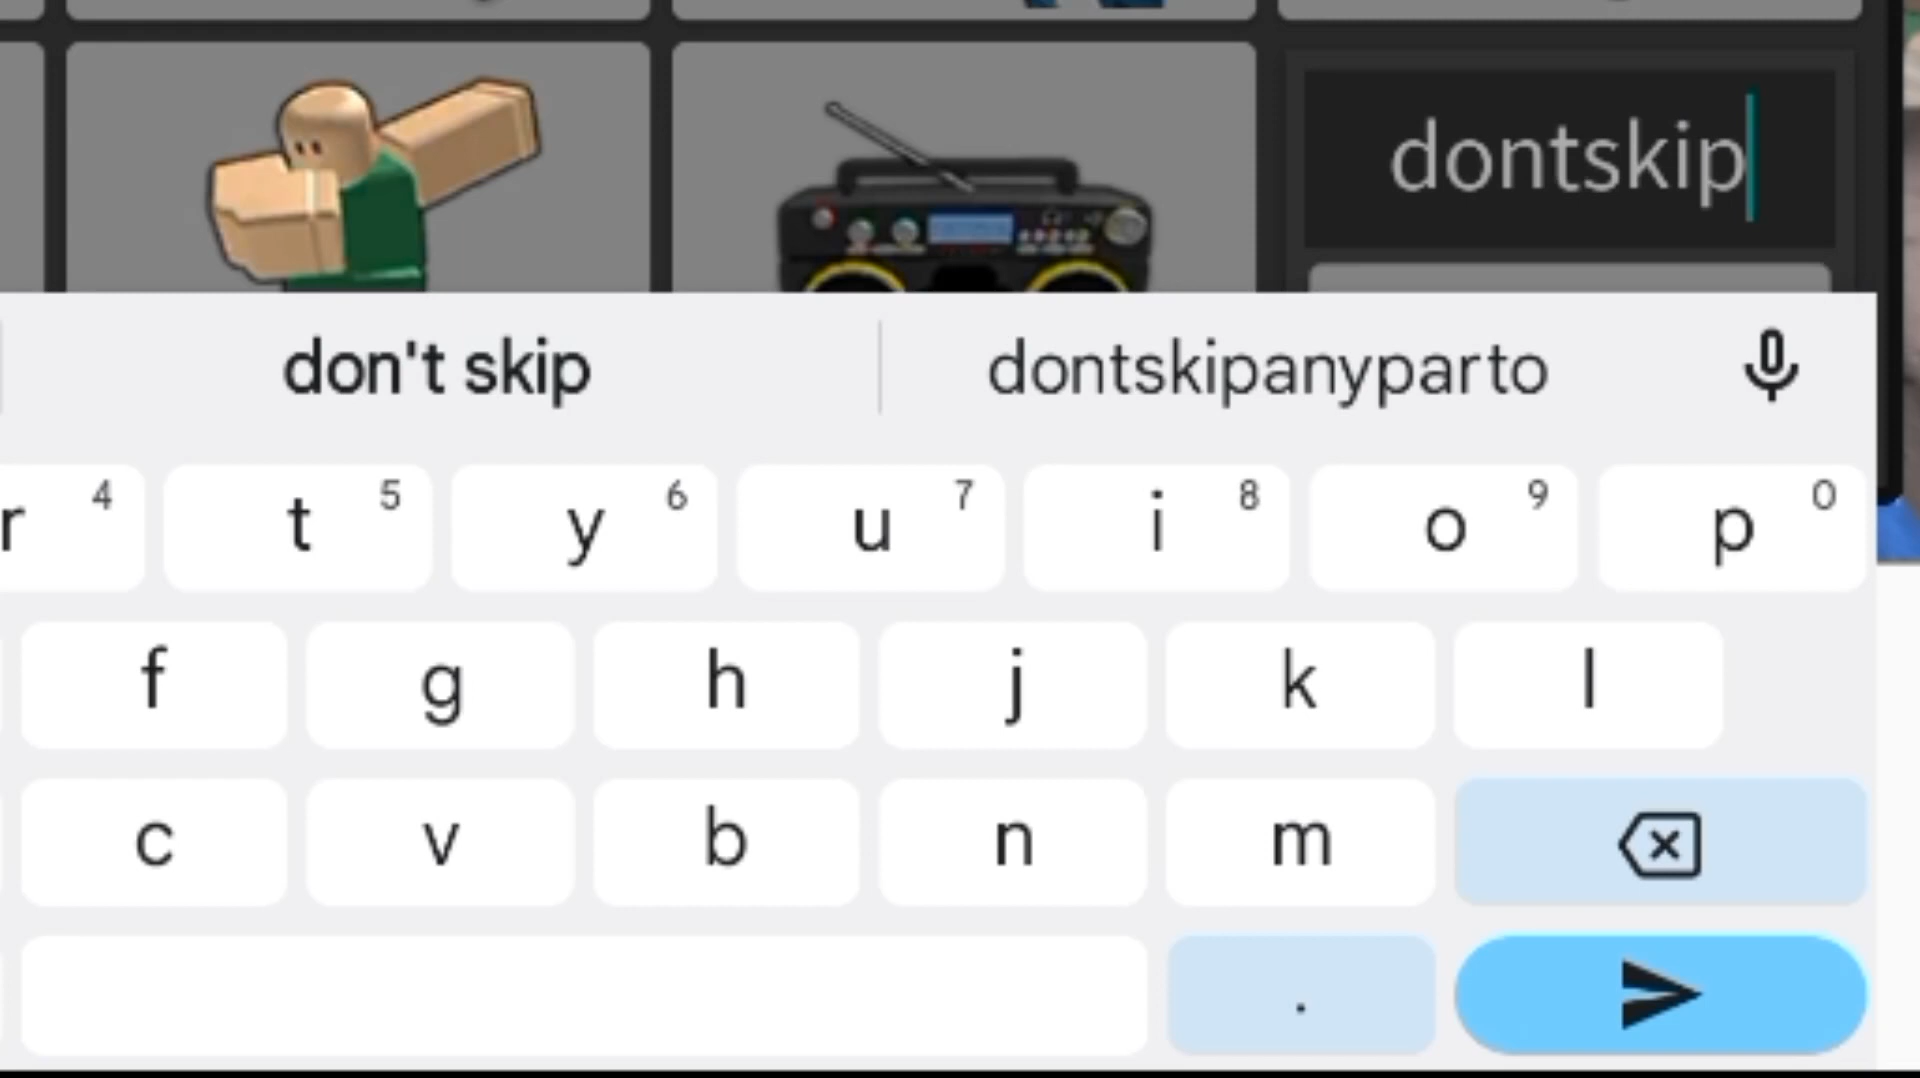 dontskip
don't skip dontskipanyparto
r 4 t 5 y 6 u 7 i 8 o 9 p 0
f g h j k l
c v b n m
.